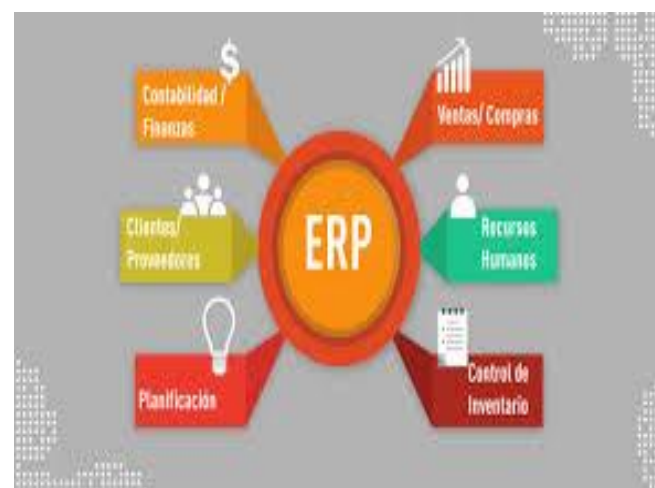 $
Contabilidad /
Finanzas
Ventas/ Compras
Clientes/
Proveedores
ERP
Recursos
Humanos
Planificación
Control de
Inventario